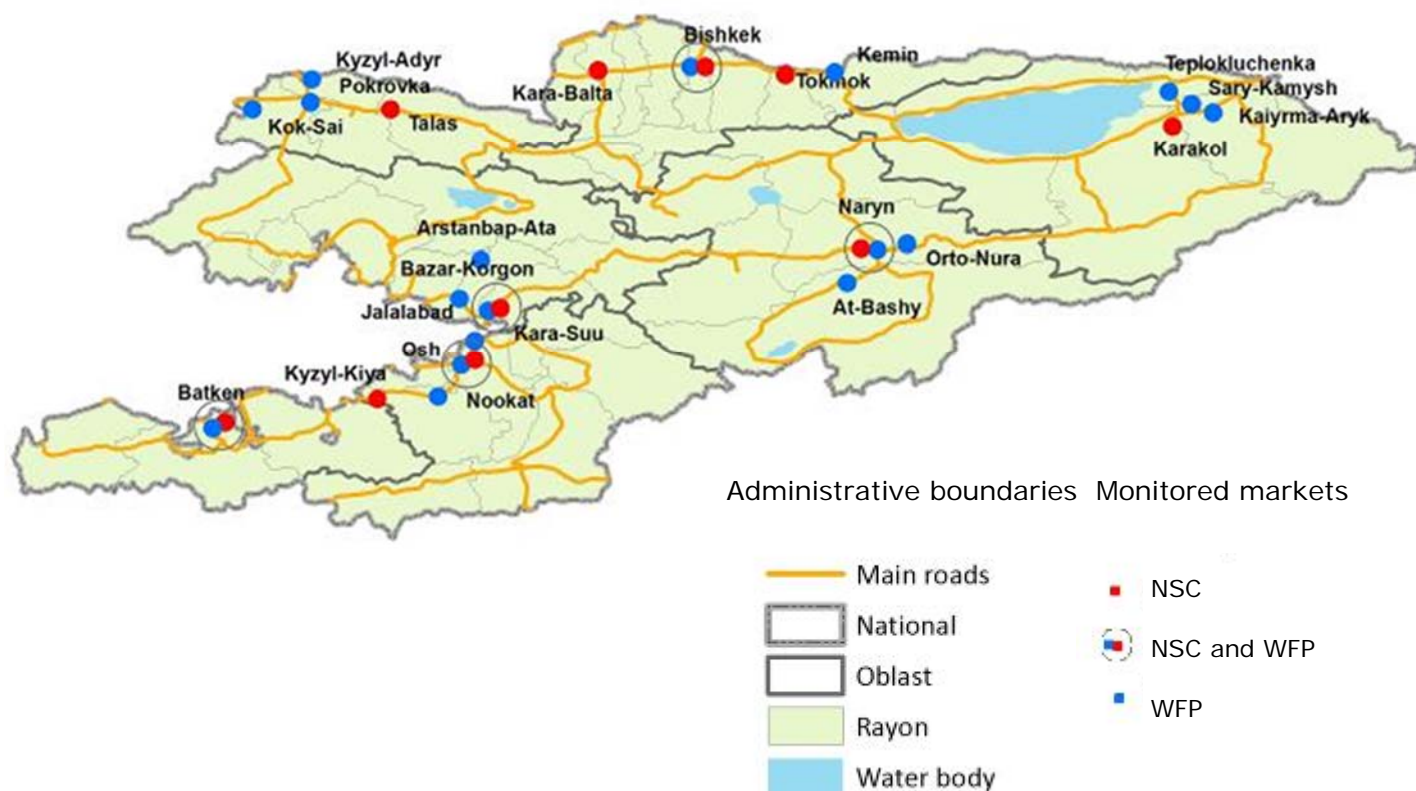 Bishkek
Kyzyl-Adyr
Kemin
Teplokluchenka
Pokrovka
Kara-Balta
Tokmok
Sary-Kamysh
Kok-Sai
Talas
Kaiyrma-Aryk
Karakol
Naryn
Arstanbap-Ata
Orto-Nura
Bazar-Korgon
At-Bashy
Jalalabad
Kara-Suu
Osh
Kyzyl-Kiya
Batken
Nookat
Administrative boundaries Monitored markets
Main roads
NSC
National
NSC and WFP
Oblast
WFP
Rayon
Water body